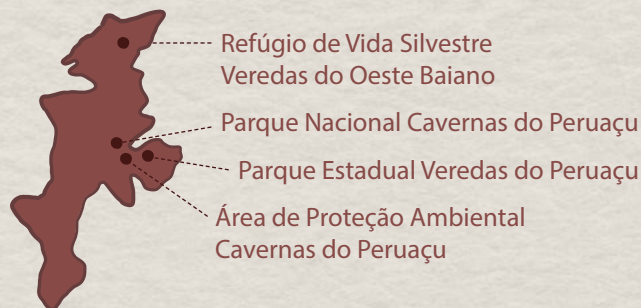 Refúgio de Vida Silvestre
Veredas do Oeste Baiano
Parque Nacional Cavernas do Peruaçu
Parque Estadual Veredas do Peruaçu
Área de Proteção Ambiental
Cavernas do Peruaçu